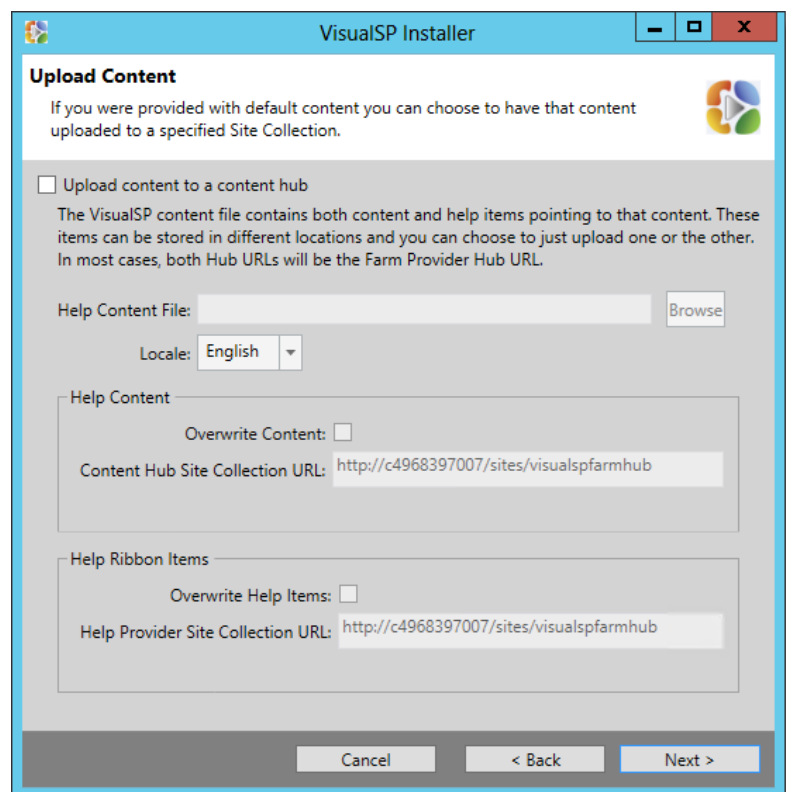 VisualSP Installer
Upload Content
If you were provided with default content you can choose to have that content
uploaded to a specified Site Collection.
Upload content to a content hub
The VisualSP content file contains both content and help items pointing to that content. These
items can be stored in different locations and you can choose to just upload one or the other.
In most cases, both Hub URLs will be the Farm Provider Hub URL.
Help Content File:
Browse
Locale: English
Help Content
Overwrite Content:
Content Hub Site Collection URL: http://c4968397007/sites/visualspfarmhub
Help Ribbon Items
Overwrite Help Items:
Help Provider Site Collection URL: http://c4968397007/sites/visualspfarmhub
Cancel
< Back
Next >